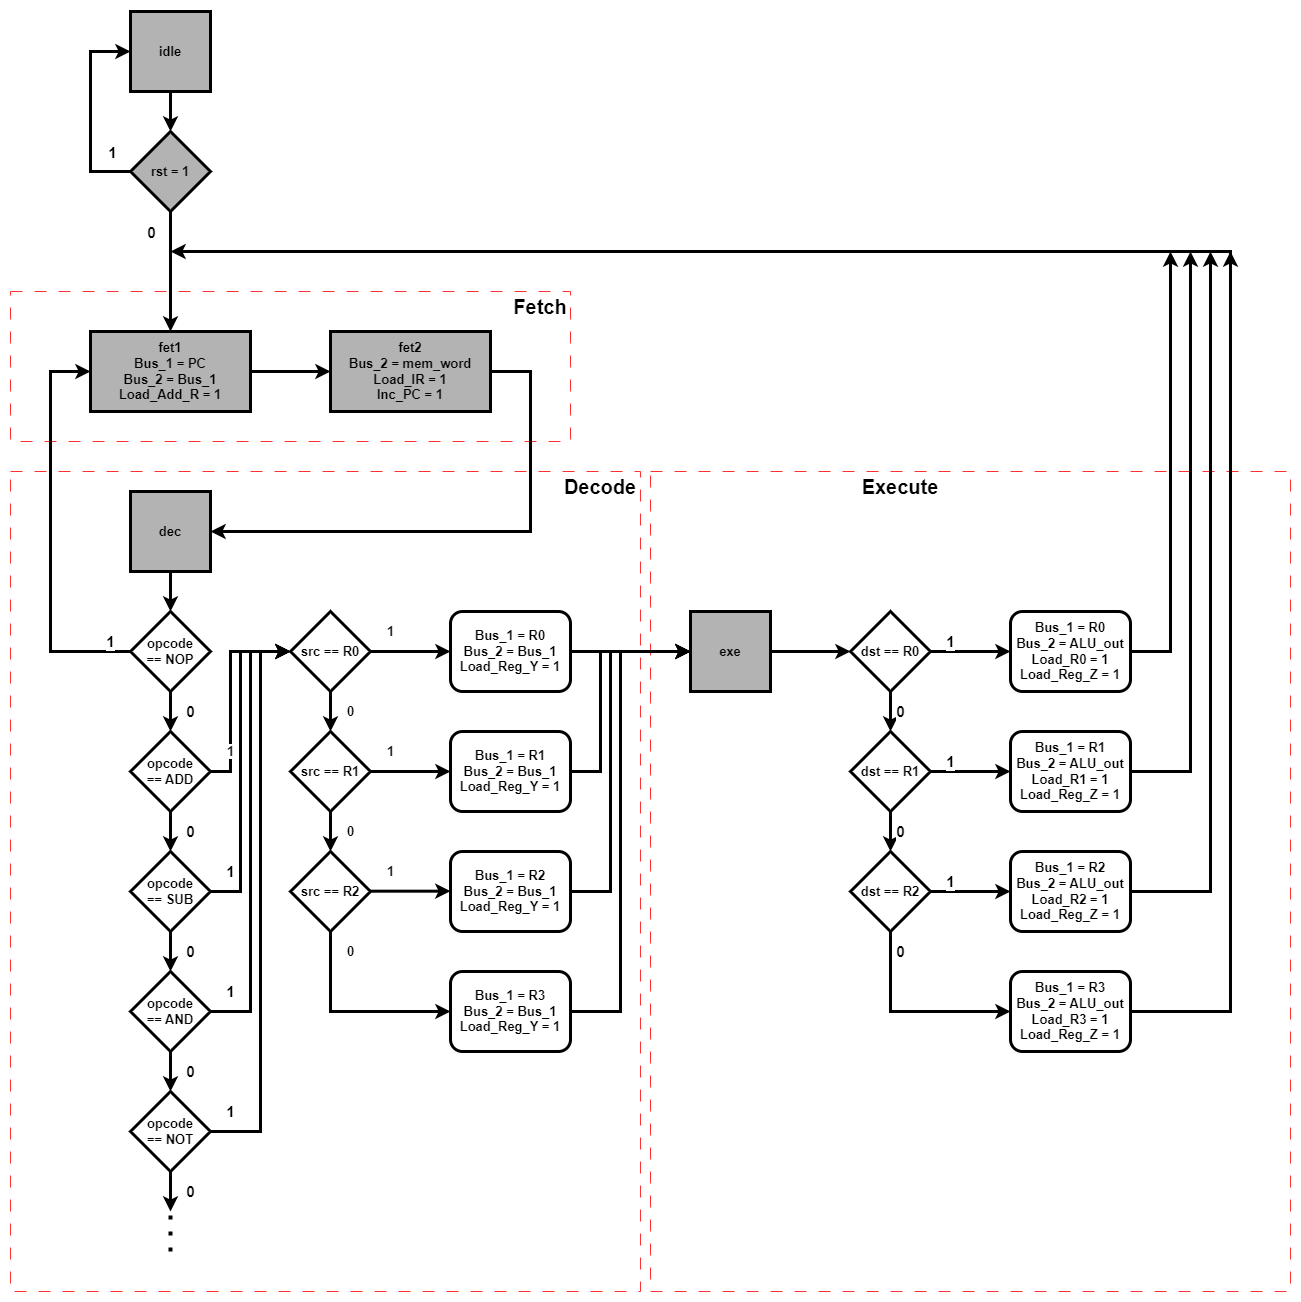 idle
1
rst = 1
0
Fetch
fet1
Bus_1 = PC
Bus_2 = Bus_1
Load_Add_R = 1
fet2
Bus_2 = mem_word
Load_IR = 1
Inc_PC = 1
Decode
dec
1
opcode
== NOP
0
opcode
== ADD
1
0
opcode
== SUB
1
0
opcode
== AND
1
0
opcode
== NOT
1
0
src == R0
1
0
src == R1
1
0
src == R2
1
0
Bus_1 = R0
Bus_2 = Bus_1
Load_Reg_Y = 1
Bus_1 = R1
Bus_2 = Bus_1
Load_Reg_Y = 1
Bus_1 = R2
Bus_2 = Bus_1
Load_Reg_Y = 1
Bus_1 = R3
Bus_2 = Bus_1
Load_Reg_Y = 1
Execute
exe
dst == R0
1
0
dst == R1
1
0
dst == R2
1
0
Bus_1 = R0
Bus_2 = ALU_out
Load_R0 = 1
Load_Reg_Z = 1
Bus_1 = R1
Bus_2 = ALU_out
Load_R1 = 1
Load_Reg_Z = 1
Bus_1 = R2
Bus_2 = ALU_out
Load_R2 = 1
Load_Reg_Z = 1
Bus_1 = R3
Bus_2 = ALU_out
Load_R3 = 1
Load_Reg_Z = 1